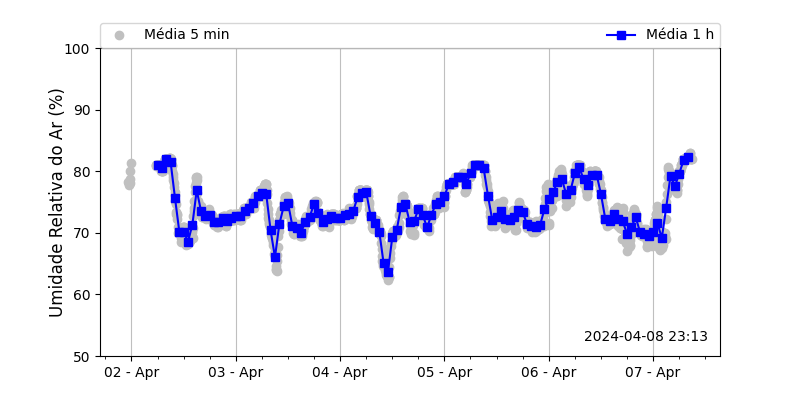 Média 5 min Média 1 h
Umidade Relativa do Ar (%)
100
90
80
70
60
50
2024-04-08 23:13
02 - Apr 03 - Apr 04 - Apr 05 - Apr 06 - Apr 07 - Apr